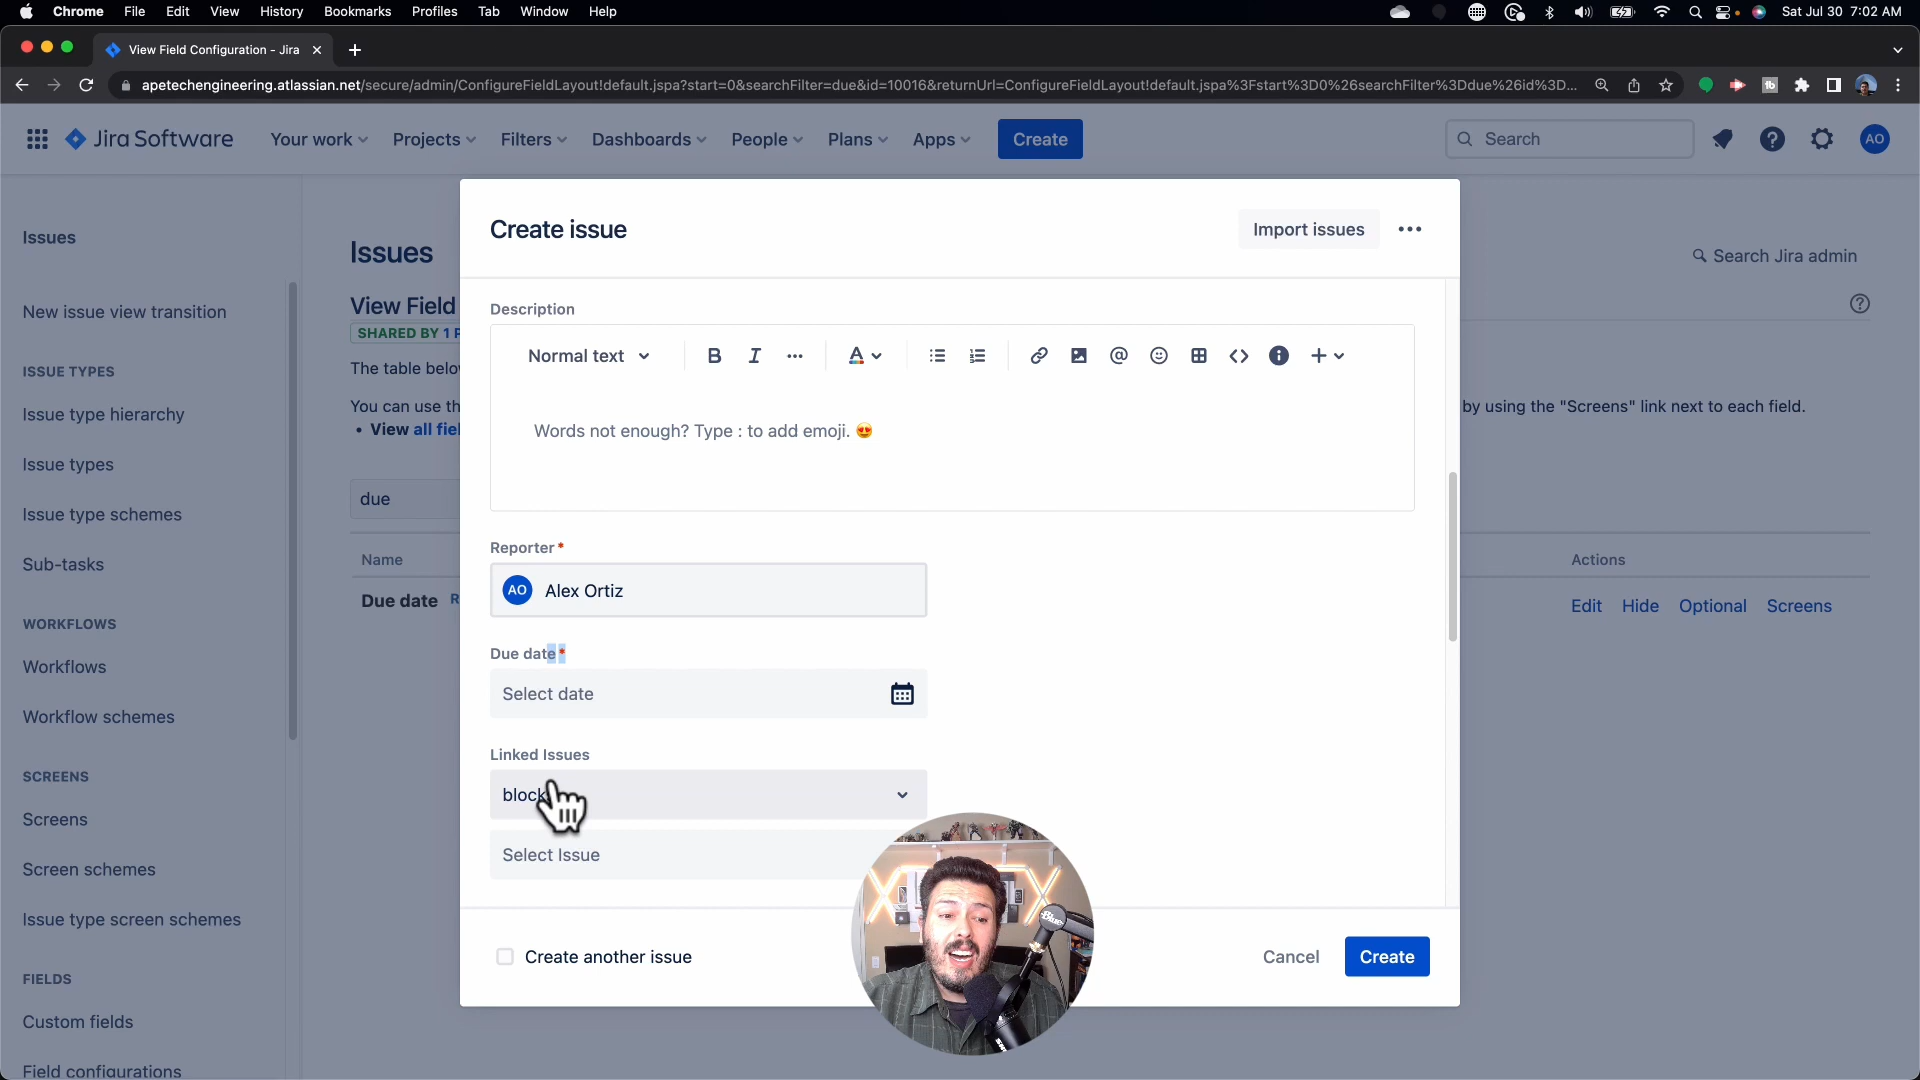 Chrome File Edit View History Bookmarks Profiles Tab Window Help Sat Jul 30 7:02 AM
View Field Configuration - Jira
apetechengineering.atlassian.net/secure/admin/ConfigureFieldLayout!default.jspa?start=0&searchFilter=due&id=10016&returnUrl=ConfigureFieldLayout!default.jspa%3Fstart%3D0%26searchFilter%3Ddue%26id%3D...
Jira Software Your work Projects Filters Dashboards People Plans Apps Create Search AO
Issues
New issue view transition
ISSUE TYPES
Issue type hierarchy
Issue types
Issue type schemes
Sub-tasks
WORKFLOWS
Workflows
Workflow schemes
SCREENS
Screens
Screen schemes
Issue type screen schemes
FIELDS
Custom fields
Field configurations
Issues
Search Jira admin
View Field
SHARED BY 1 P
The table belo
You can use th
by using the "Screens" link next to each field.
• View all fiel
due
Name
Actions
Due date R
Edit Hide Optional Screens
Create issue
Import issues
Description
Normal text B I A @
Words not enough? Type : to add emoji. 😍
Reporter *
AO Alex Ortiz
Due date *
Select date
Linked Issues
block
Select Issue
Create another issue
Cancel Create
Blue